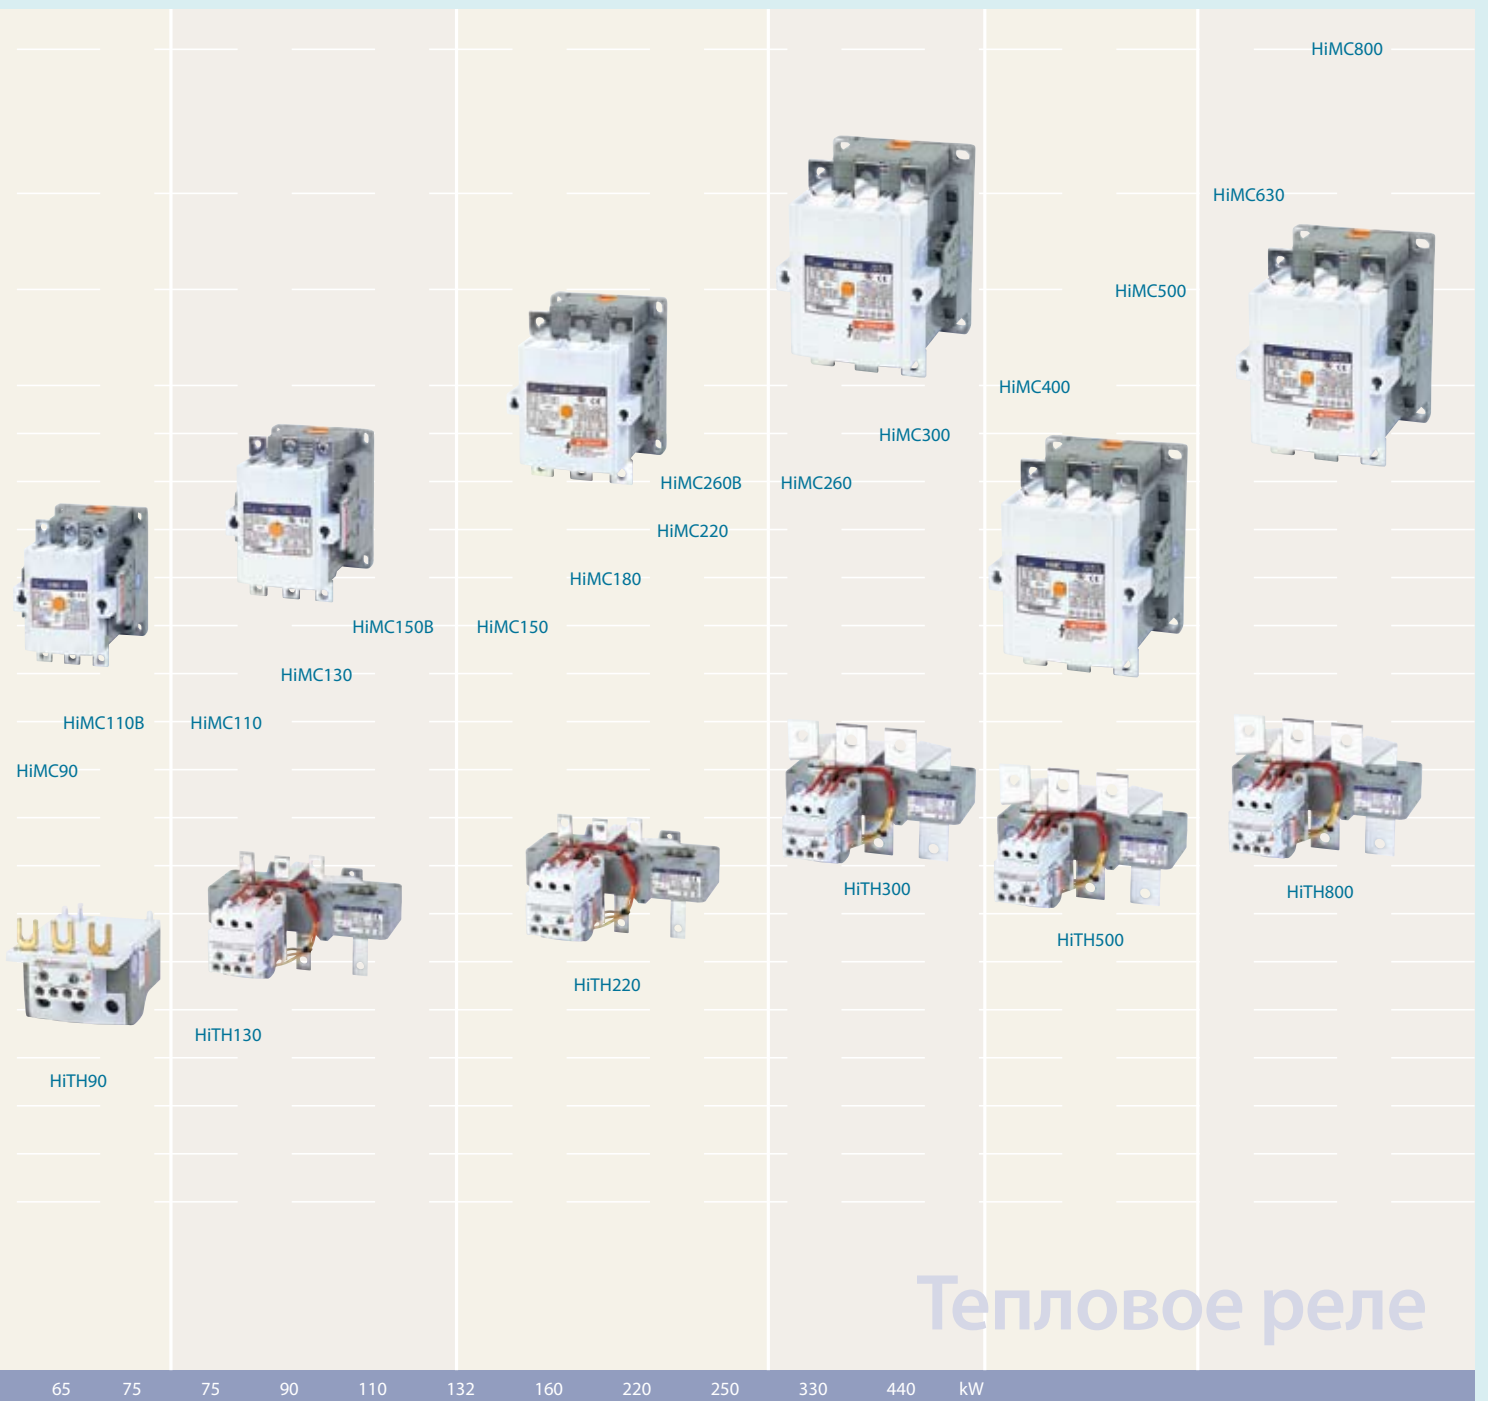 HiMC800
HiMC630
HiMC500
HiMC400
HiMC300
HiMC260B HiMC260
HiMC220
HiMC180
HiMC150B HiMC150
HiMC130
HiMC110B HiMC110
HiMC90
HiTH300
HiTH800
HiTH500
HiTH220
HiTH130
HiTH90
Тепловое реле
65 75 75 90 110 132 160 220 250 330 440 kW